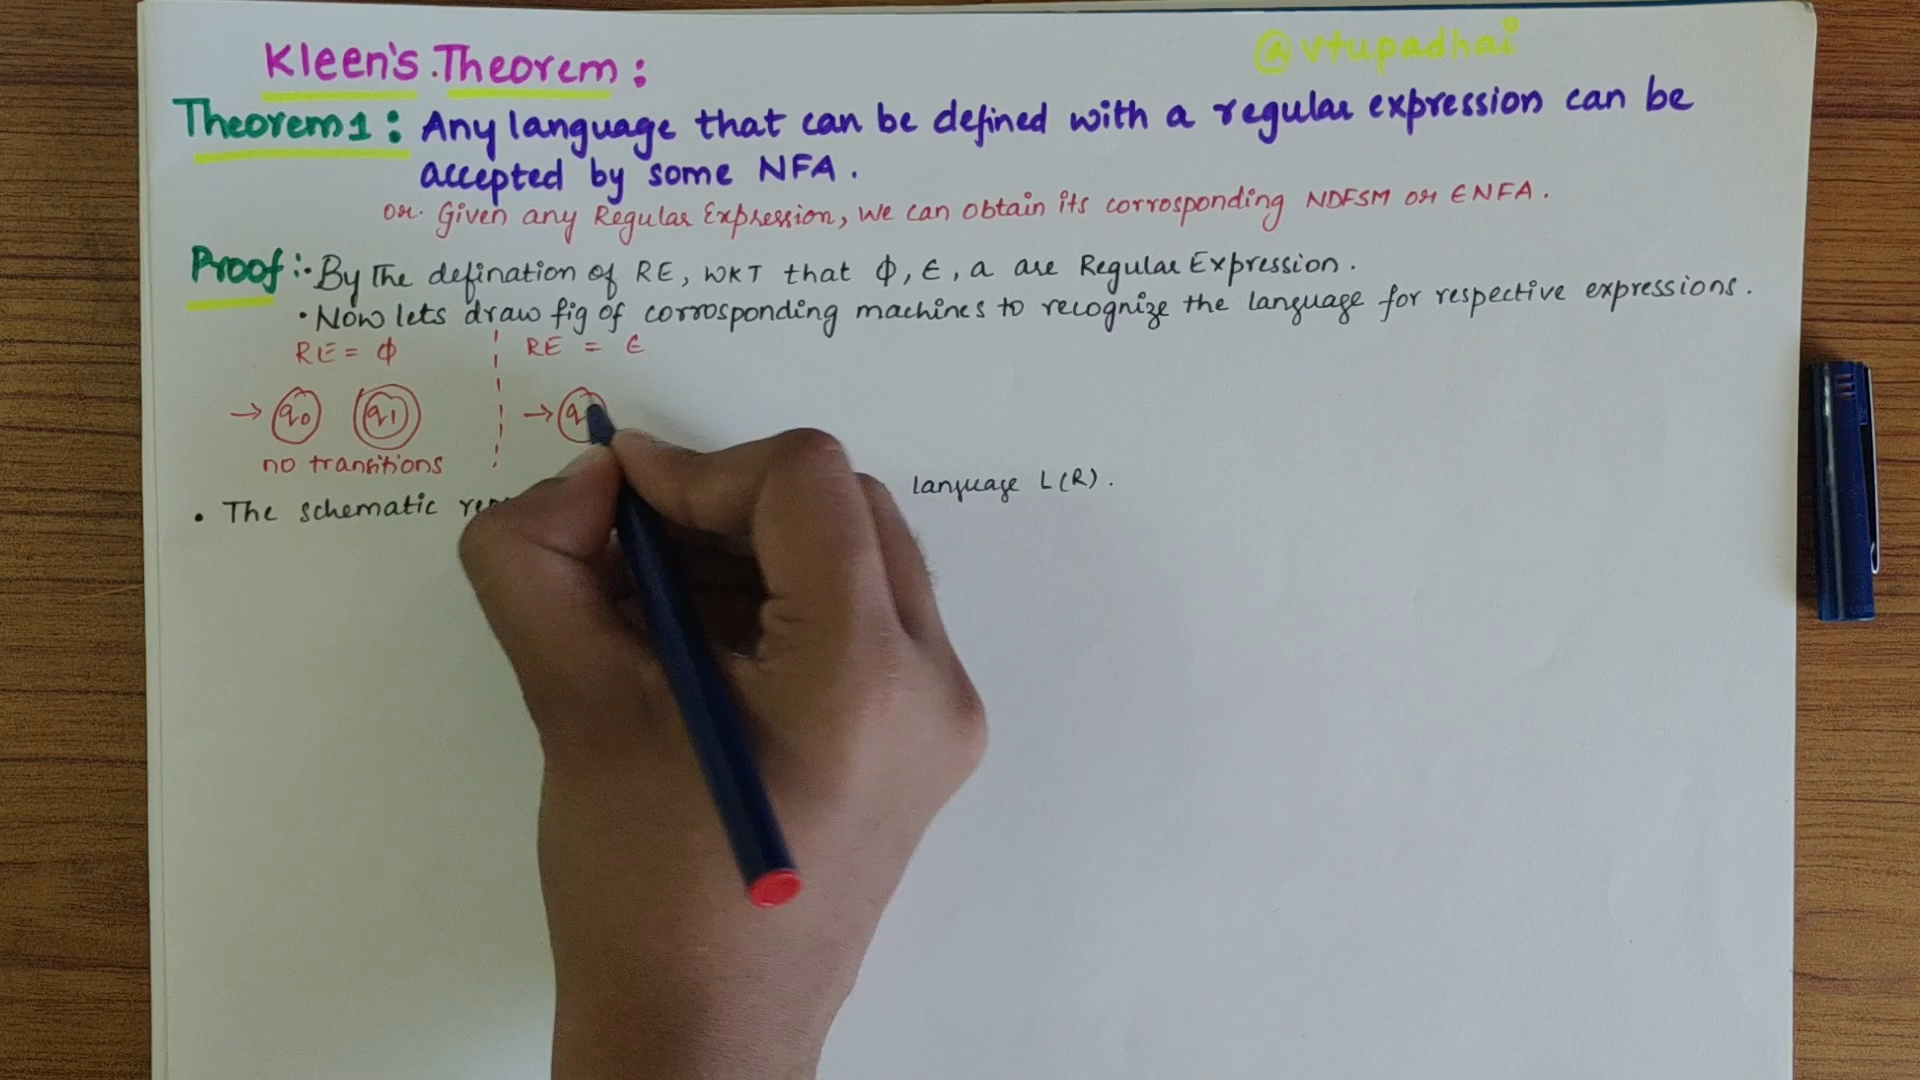 Kleen's Theorem :
@vtupadhai
Theorem 1 : Any language that can be defined with a regular expression can be
accepted by some NFA .
or. Given any Regular Expression, we can obtain its corrosponding NDFSM or ϵNFA .
Proof :· By The defination of RE, WKT that ϕ, ϵ, a are Regular Expression .
· Now lets draw fig of corrosponding machines to recognize the language for respective expressions .
RE = ϕ
RE = ϵ
→ q0 q1
→ q
no transitions
• The schematic language L(R) .